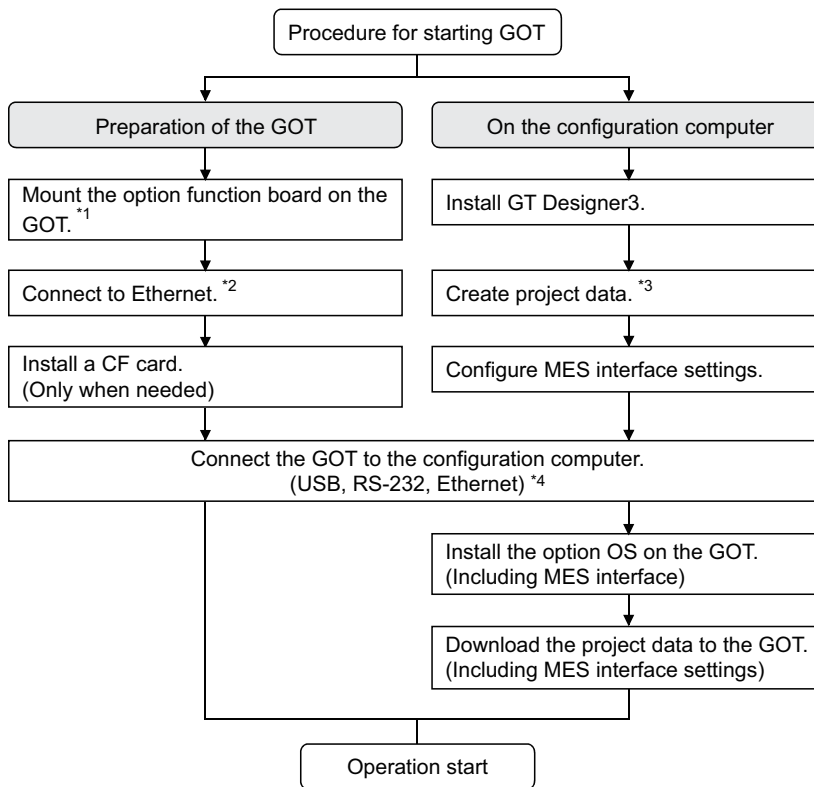 Procedure for starting GOT
Preparation of the GOT
On the configuration computer
Mount the option function board on the
GOT. *1
Install GT Designer3.
Connect to Ethernet. *2
Create project data. *3
Install a CF card.
(Only when needed)
Configure MES interface settings.
Connect the GOT to the configuration computer.
(USB, RS-232, Ethernet) *4
Install the option OS on the GOT.
(Including MES interface)
Download the project data to the GOT.
(Including MES interface settings)
Operation start